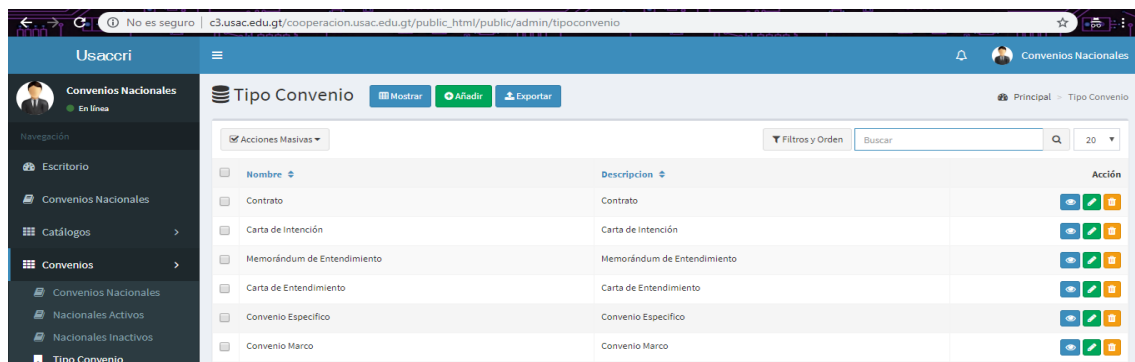 No es seguro | c3.usac.edu.gt/cooperacion.usac.edu.gt/public_html/public/admin/tipoconvenio
Usaccri
Convenios Nacionales
Convenios Nacionales
En línea
Tipo Convenio Mostrar Añadir Exportar
Principal > Tipo Convenio
Navegación
Acciones Masivas Filtros y Orden Buscar 20
Escritorio
Nombre Descripcion Acción
Convenios Nacionales
Contrato Contrato
Catálogos
Carta de Intención Carta de Intención
Convenios
Memorándum de Entendimiento Memorándum de Entendimiento
Convenios Nacionales
Carta de Entendimiento Carta de Entendimiento
Nacionales Activos
Convenio Especifico Convenio Especifico
Nacionales Inactivos
Convenio Marco Convenio Marco
Tipo Convenio